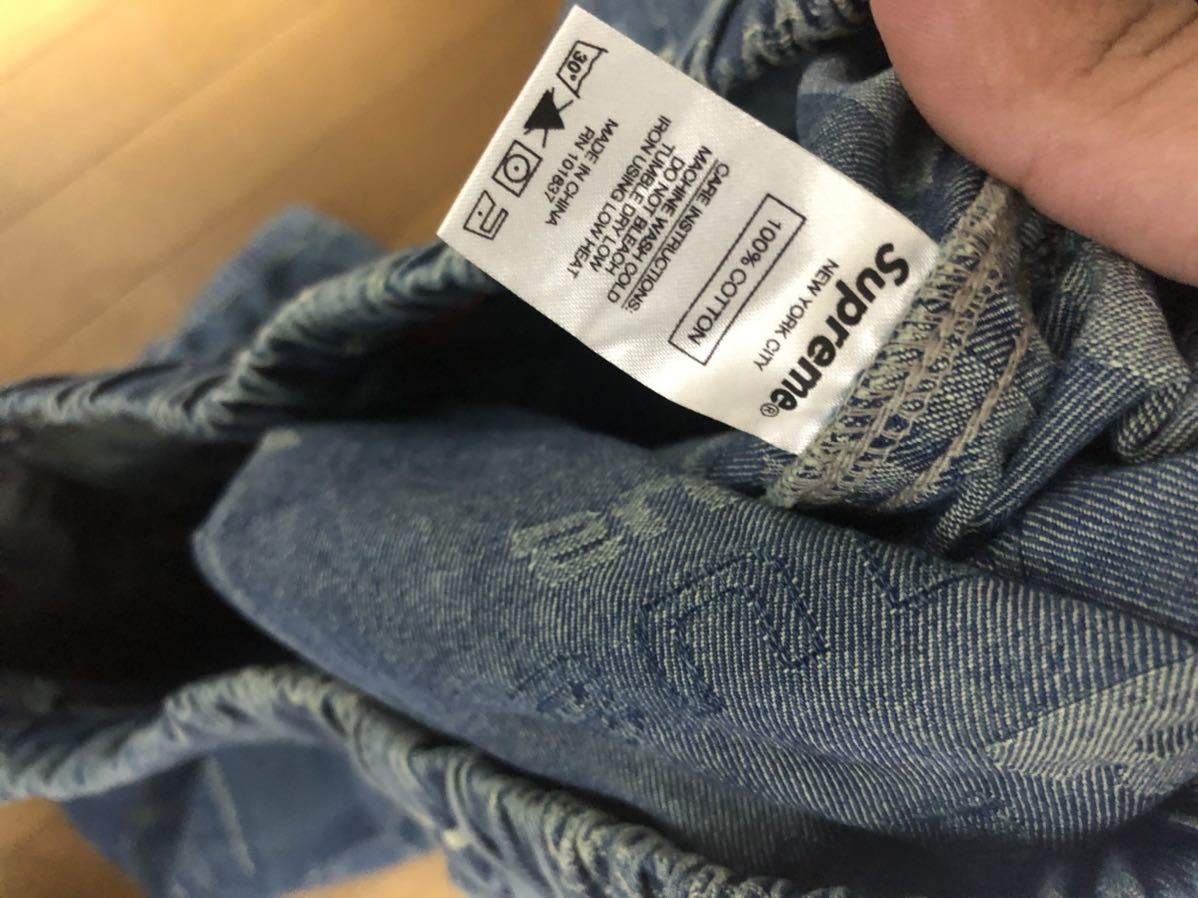 Supreme®
NEW YORK CITY
100% COTTON
CARE INSTRUCTIONS:
MACHINE WASH COLD
DO NOT BLEACH
TUMBLE DRY LOW
IRON USING LOW HEAT
MADE IN CHINA
RN 101837
30°